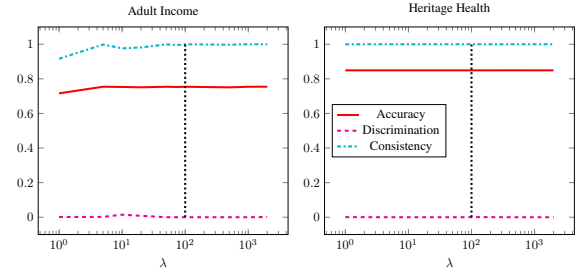 Adult Income
Heritage Health
1
0.8
0.6
0.4
0.2
0
10^0
10^1
10^2
10^3
λ
1
0.8
0.6
0.4
0.2
0
10^0
10^1
10^2
10^3
λ
Accuracy
Discrimination
Consistency